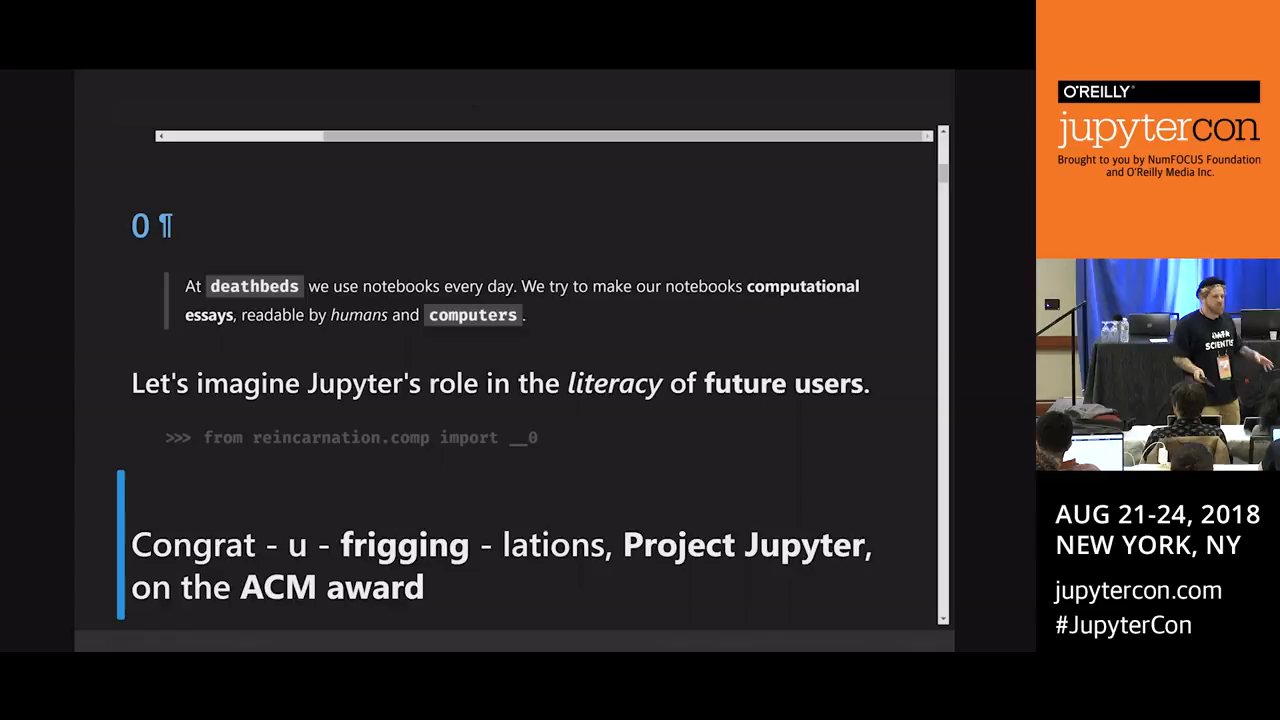 0 ¶
At deathbeds we use notebooks every day. We try to make our notebooks computational
essays, readable by humans and computers.
Let's imagine Jupyter's role in the literacy of future users.
>>> from reincarnation.comp import __0
Congrat - u - frigging - lations, Project Jupyter,
on the ACM award
O'REILLY®
jupytercon
Brought to you by NumFOCUS Foundation
and O'Reilly Media Inc.
SCIENTIST
AUG 21-24, 2018
NEW YORK, NY
jupytercon.com
#JupyterCon